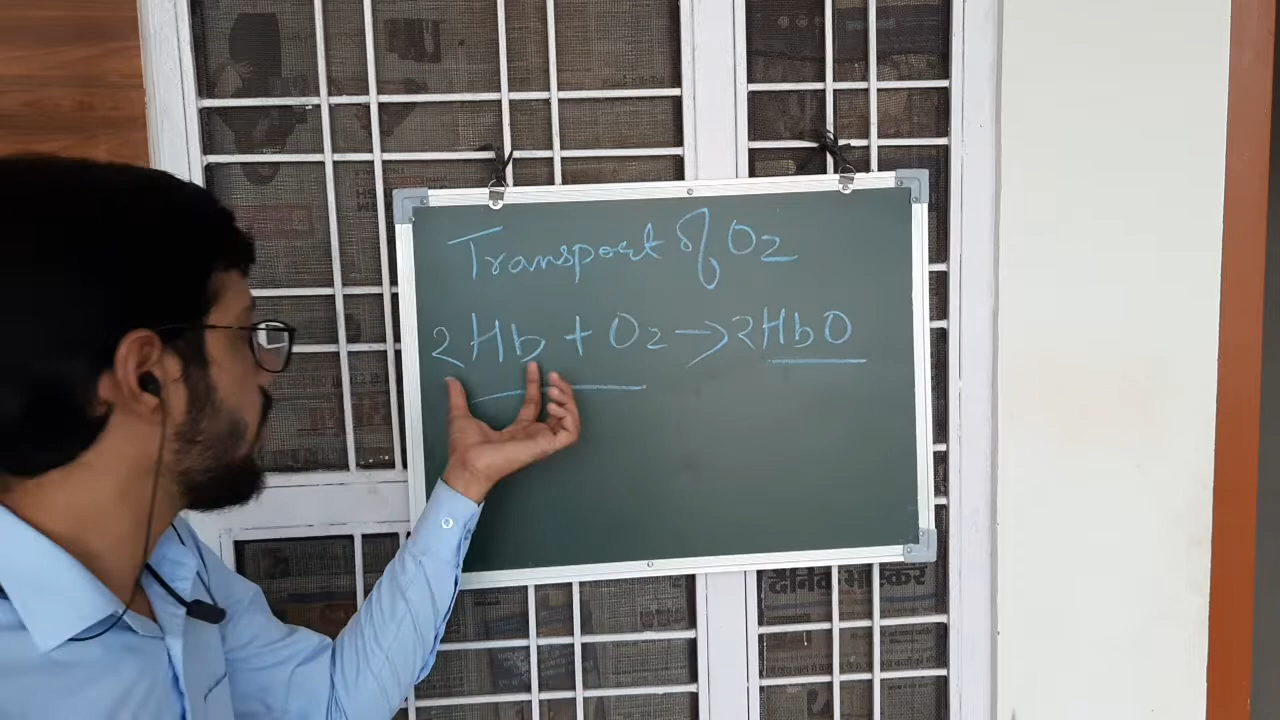 Transport of O2
2Hb + O2 → 2HbO
दैनिक भास्कर